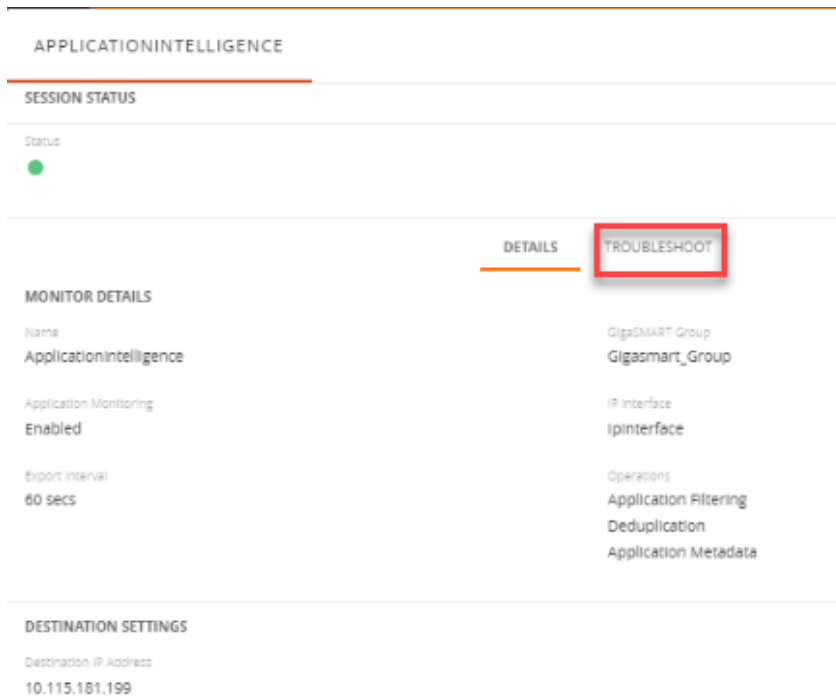 APPLICATIONINTELLIGENCE
SESSION STATUS
Status
DETAILS
TROUBLESHOOT
MONITOR DETAILS
Name
ApplicationIntelligence
GigaSMART Group
Gigasmart_Group
Application Monitoring
Enabled
IP Interface
IpInterface
Export Interval
60 secs
Operations
Application Filtering
Deduplication
Application Metadata
DESTINATION SETTINGS
Destination IP Address
10.115.181.199